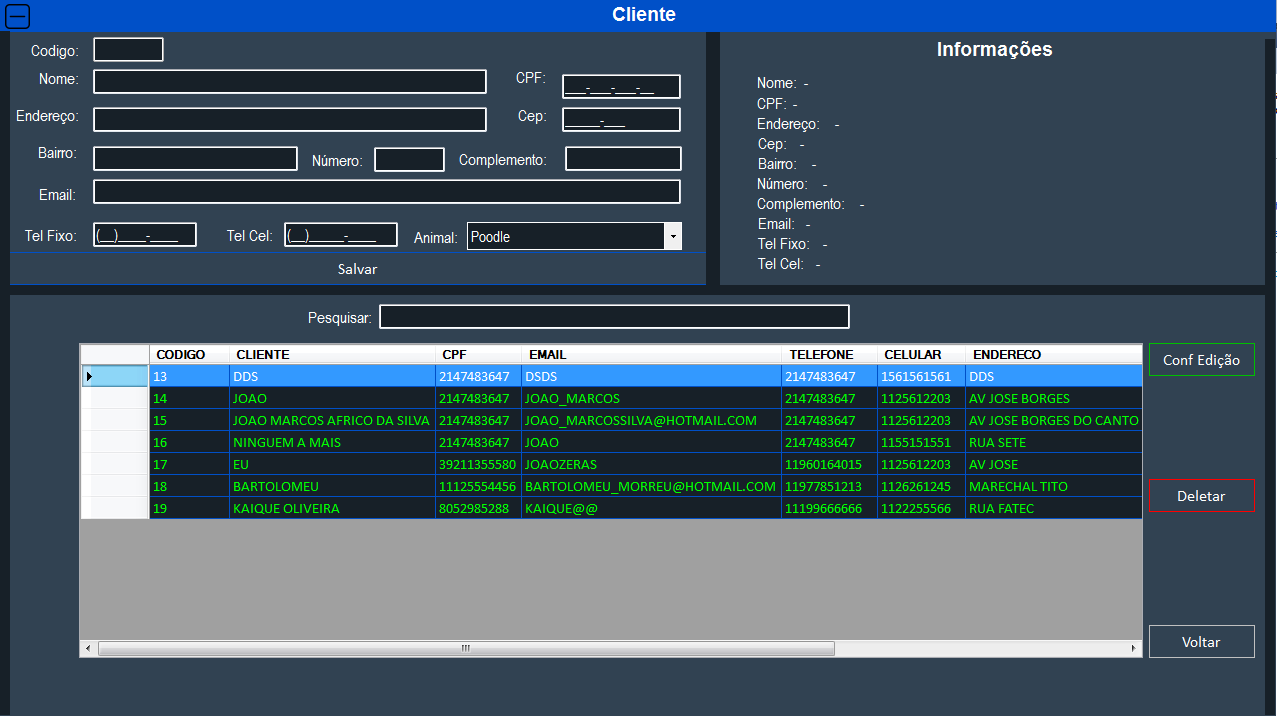 Cliente
Codigo:
Nome:
CPF: ___-___-___-__
Endereço:
Cep: _____-___
Bairro:
Número:
Complemento:
Email:
Tel Fixo: (__)____-____
Tel Cel: (__)_____-____
Animal: Poodle
Salvar
Informações
Nome: -
CPF: -
Endereço: -
Cep: -
Bairro: -
Número: -
Complemento: -
Email: -
Tel Fixo: -
Tel Cel: -
Pesquisar:
CODIGO CLIENTE CPF EMAIL TELEFONE CELULAR ENDERECO
13 DDS 2147483647 DSDS 2147483647 1561561561 DDS
14 JOAO 2147483647 JOAO_MARCOS 2147483647 1125612203 AV JOSE BORGES
15 JOAO MARCOS AFRICO DA SILVA 2147483647 JOAO_MARCOSSILVA@HOTMAIL.COM 2147483647 1125612203 AV JOSE BORGES DO CANTO
16 NINGUEM A MAIS 2147483647 JOAO 2147483647 1155151551 RUA SETE
17 EU 39211355580 JOAOZERAS 11960164015 1125612203 AV JOSE
18 BARTOLOMEU 11125554456 BARTOLOMEU_MORREU@HOTMAIL.COM 11977851213 1126261245 MARECHAL TITO
19 KAIQUE OLIVEIRA 8052985288 KAIQUE@@ 11199666666 1122255566 RUA FATEC
Conf Edição
Deletar
Voltar